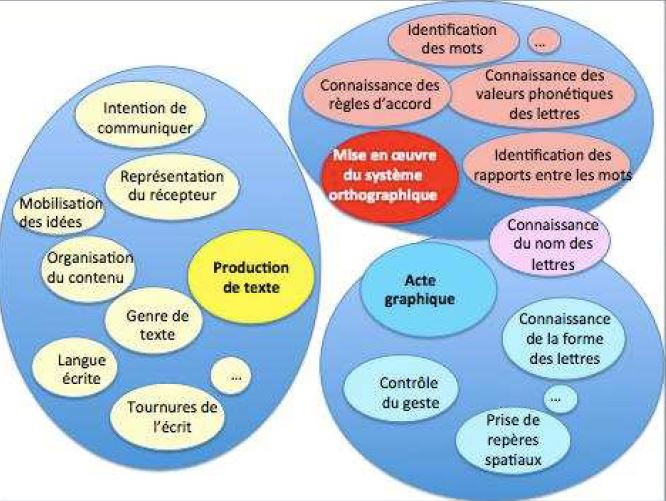 Intention de
communiquer
Représentation
du récepteur
Mobilisation
des idées
Organisation
du contenu
Production
de texte
Genre de
texte
Langue
écrite
...
Tournures de
l'écrit
Identification
des mots
...
Connaissance des
règles d'accord
Connaissance des
valeurs phonétiques
des lettres
Mise en œuvre
du système
orthographique
Identification des
rapports entre les mots
Connaissance
du nom des
lettres
Acte
graphique
Connaissance
de la forme
des lettres
Contrôle
du geste
...
Prise de
repères
spatiaux